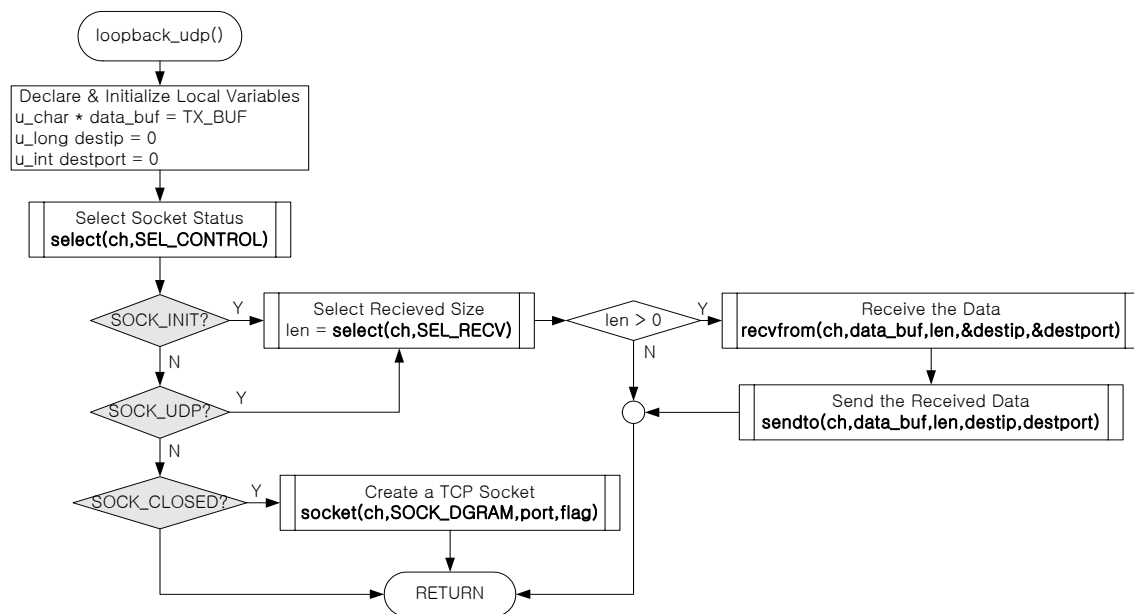 loopback_udp()
Declare & Initialize Local Variables
u_char * data_buf = TX_BUF
u_long destip = 0
u_int destport = 0
Select Socket Status
select(ch,SEL_CONTROL)
SOCK_INIT?
Y
Select Recieved Size
len = select(ch,SEL_RECV)
len > 0
Y
Receive the Data
recvfrom(ch,data_buf,len,&destip,&destport)
N
N
SOCK_UDP?
Y
Send the Received Data
sendto(ch,data_buf,len,destip,destport)
N
SOCK_CLOSED?
Y
Create a TCP Socket
socket(ch,SOCK_DGRAM,port,flag)
RETURN